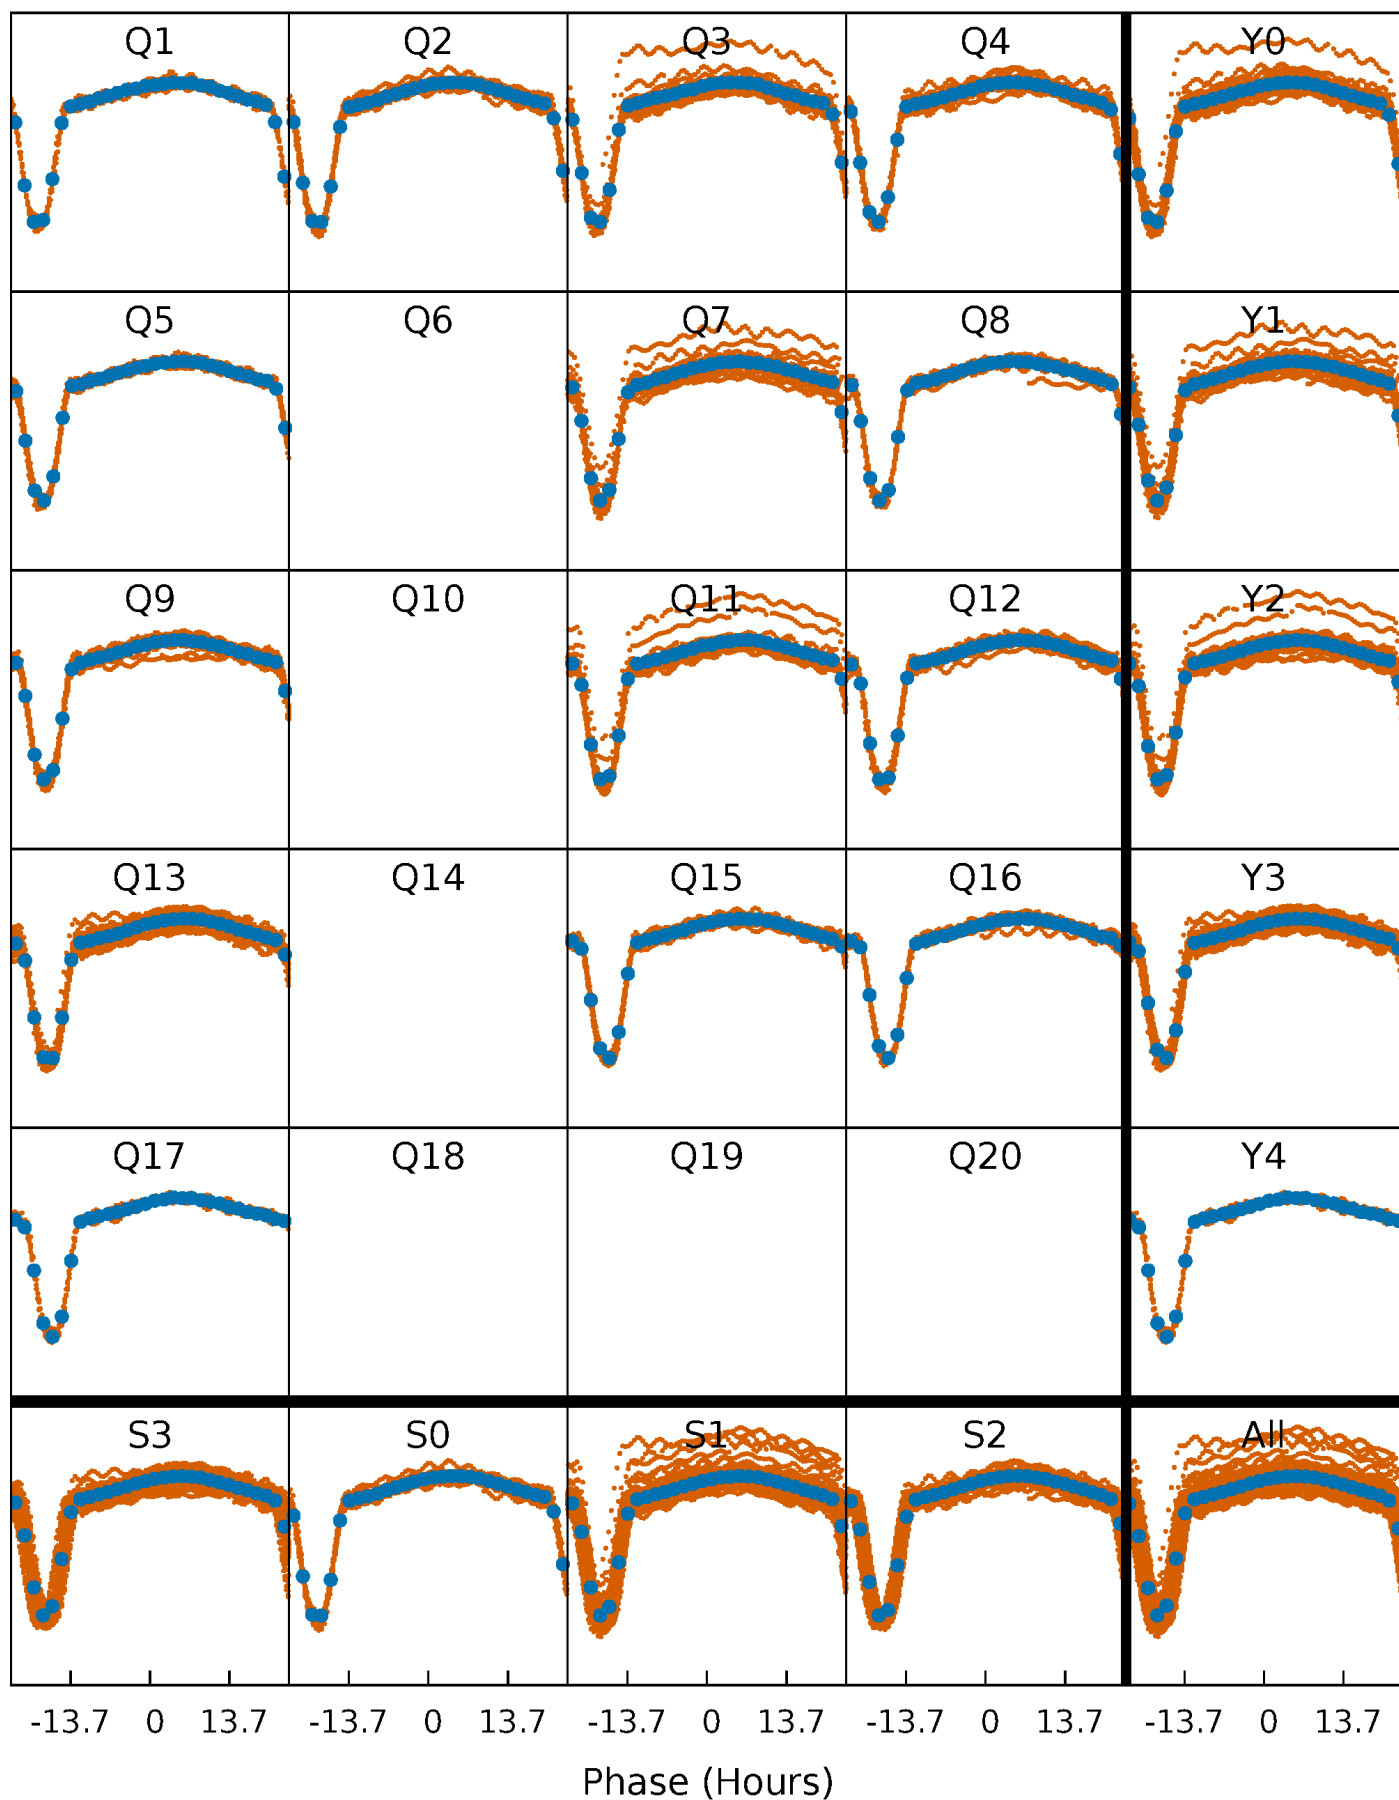 Q1 Q2 Q3 Q4 Y0
Q5 Q6 Q7 Q8 Y1
Q9 Q10 Q11 Q12 Y2
Q13 Q14 Q15 Q16 Y3
Q17 Q18 Q19 Q20 Y4
S3 S0 S1 S2 All
-13.7 0 13.7 -13.7 0 13.7 -13.7 0 13.7 -13.7 0 13.7 -13.7 0 13.7
Phase (Hours)